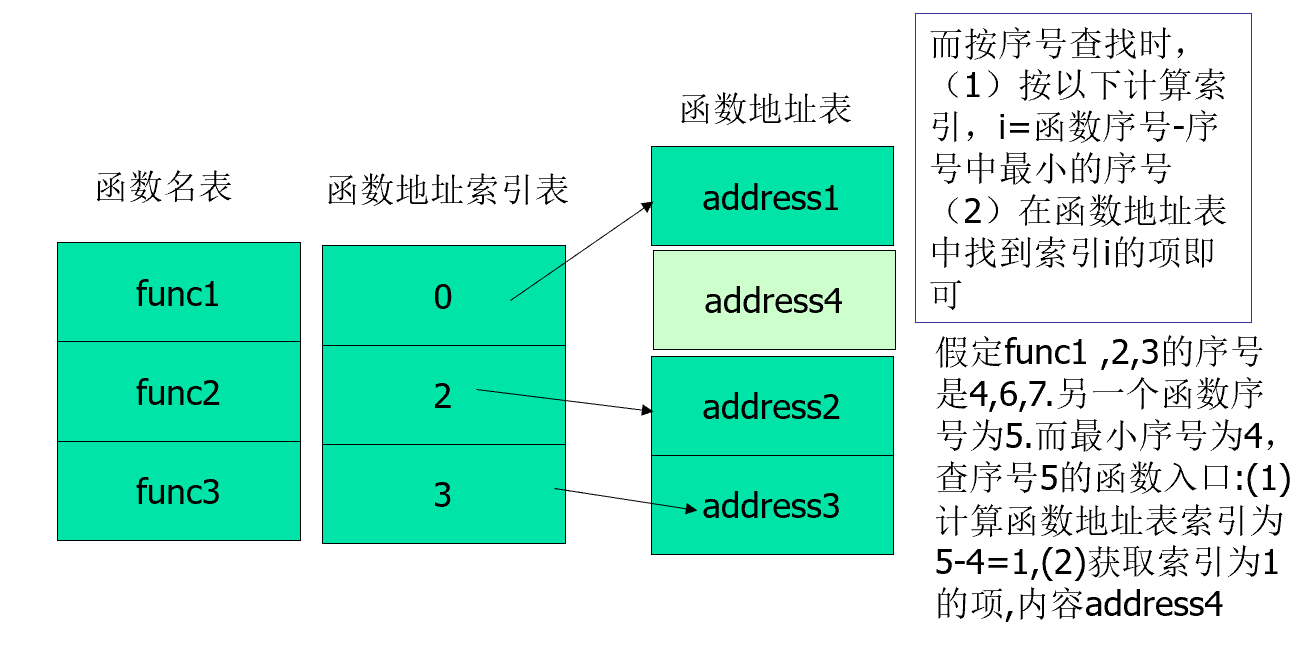 函数名表
func1
func2
func3
函数地址索引表
0
2
3
函数地址表
address1
address4
address2
address3
而按序号查找时，
（1）按以下计算索
引，i=函数序号-序
号中最小的序号
（2）在函数地址表
中找到索引i的项即
可
假定func1 ,2,3的序号
是4,6,7.另一个函数序
号为5.而最小序号为4，
查序号5的函数入口:(1)
计算函数地址表索引为
5-4=1,(2)获取索引为1
的项,内容address4